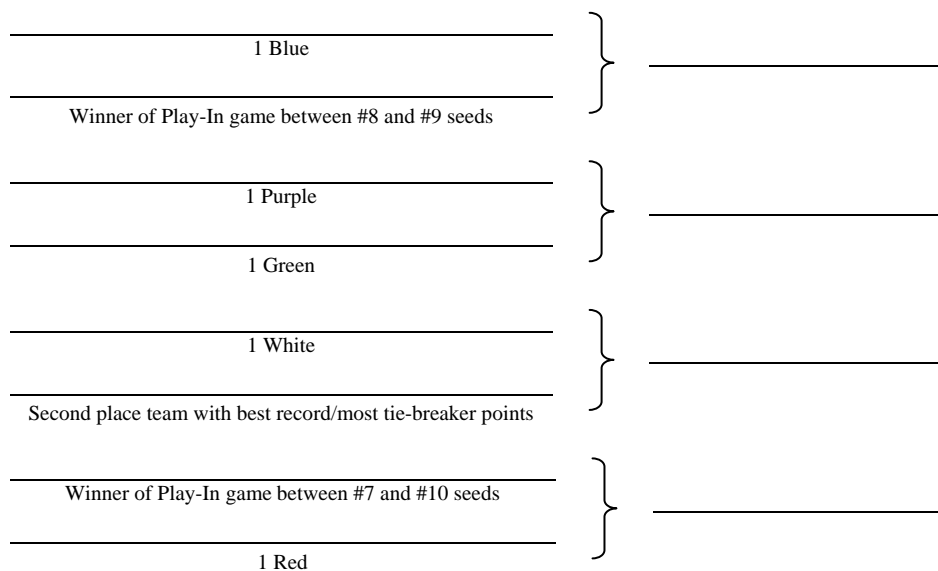 1 Blue
Winner of Play-In game between #8 and #9 seeds
1 Purple
1 Green
1 White
Second place team with best record/most tie-breaker points
Winner of Play-In game between #7 and #10 seeds
1 Red